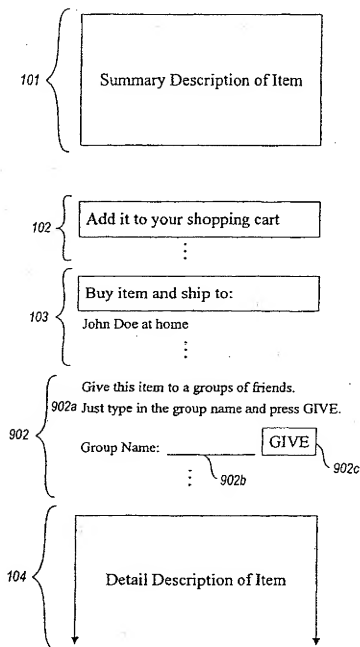 101
Summary Description of Item
102
Add it to your shopping cart
103
Buy item and ship to:
John Doe at home
902
Give this item to a groups of friends.
902a Just type in the group name and press GIVE.
Group Name: GIVE
902b
902c
104
Detail Description of Item